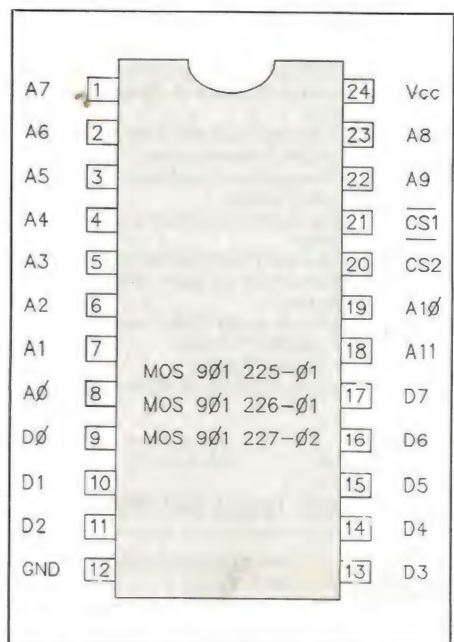 A7 1 24 Vcc
A6 2 23 A8
A5 3 22 A9
A4 4 21 C̅S̅1̅
A3 5 20 C̅S̅2̅
A2 6 19 A1Ø
A1 7 18 A11
AØ 8 17 D7
DØ 9 16 D6
D1 10 15 D5
D2 11 14 D4
GND 12 13 D3
MOS 9Ø1 225-Ø1
MOS 9Ø1 226-Ø1
MOS 9Ø1 227-Ø2